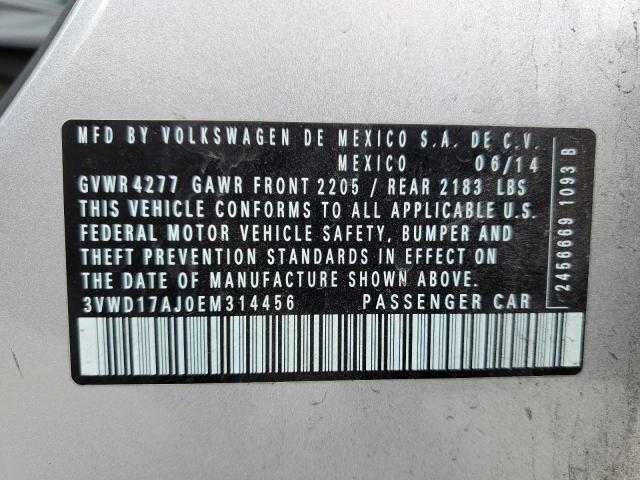 MFD BY VOLKSWAGEN DE MEXICO S.A. DE C.V.
MEXICO 06/14
GVWR 4277 GAWR FRONT 2205 / REAR 2183 LBS
THIS VEHICLE CONFORMS TO ALL APPLICABLE U.S.
FEDERAL MOTOR VEHICLE SAFETY, BUMPER AND
THEFT PREVENTION STANDARDS IN EFFECT ON
THE DATE OF MANUFACTURE SHOWN ABOVE.
3VWD17AJ0EM314456 PASSENGER CAR
2456669 1093 B